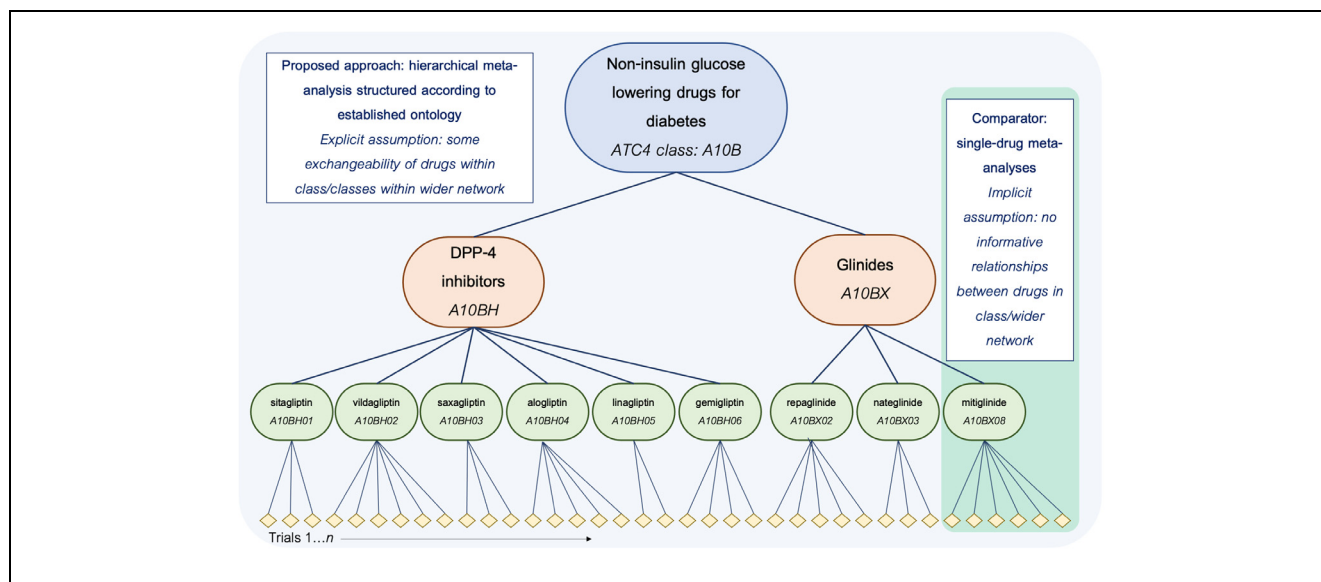 Proposed approach: hierarchical meta-
analysis structured according to
established ontology
Explicit assumption: some
exchangeability of drugs within
class/classes within wider network
Non-insulin glucose
lowering drugs for
diabetes
ATC4 class: A10B
Comparator:
single-drug meta-
analyses
Implicit
assumption: no
informative
relationships
between drugs in
class/wider
network
DPP-4
inhibitors
A10BH
Glinides
A10BX
sitagliptin
A10BH01
vildagliptin
A10BH02
saxagliptin
A10BH03
alogliptin
A10BH04
linagliptin
A10BH05
gemigliptin
A10BH06
repaglinide
A10BX02
nateglinide
A10BX03
mitiglinide
A10BX08
Trials 1…n